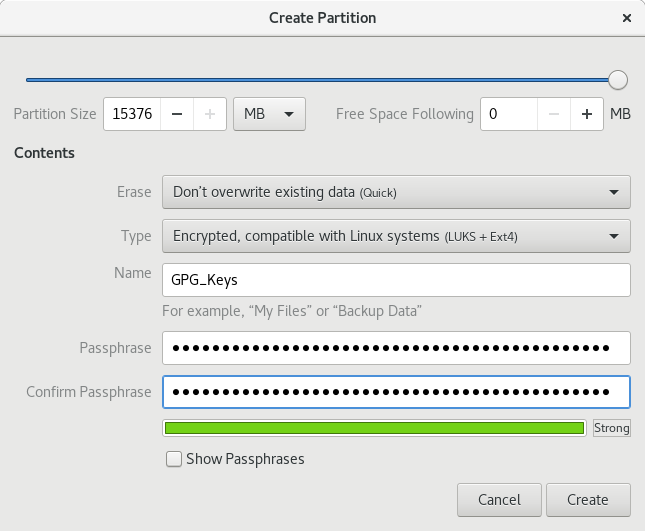 Create Partition ×
Partition Size 15376 − + MB Free Space Following 0 − + MB
Contents
Erase Don’t overwrite existing data (Quick)
Type Encrypted, compatible with Linux systems (LUKS + Ext4)
Name GPG_Keys
For example, “My Files” or “Backup Data”
Passphrase ●●●●●●●●●●●●●●●●●●●●●●●●●●●●●●●●●●●●●●●●●●●●
Confirm Passphrase ●●●●●●●●●●●●●●●●●●●●●●●●●●●●●●●●●●●●●●●●●●●●
Strong
Show Passphrases
Cancel Create